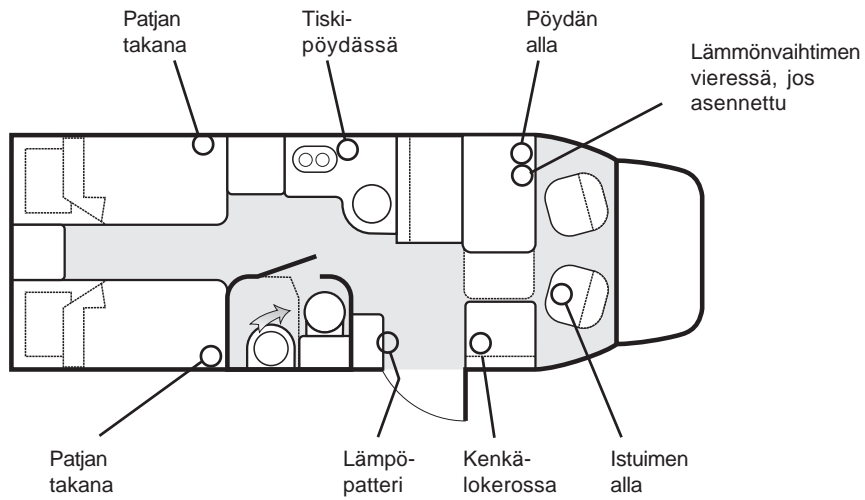 Patjan
takana
Tiski-
pöydässä
Pöydän
alla
Lämmönvaihtimen
vieressä, jos
asennettu
Patjan
takana
Lämpö-
patteri
Kenkä-
lokerossa
Istuimen
alla